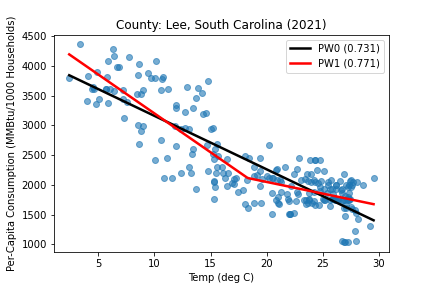 County: Lee, South Carolina (2021)
Per-Capita Consumption (MMBtu/1000 Households)
4500
4000
3500
3000
2500
2000
1500
1000
PW0 (0.731)
PW1 (0.771)
5 10 15 20 25 30
Temp (deg C)